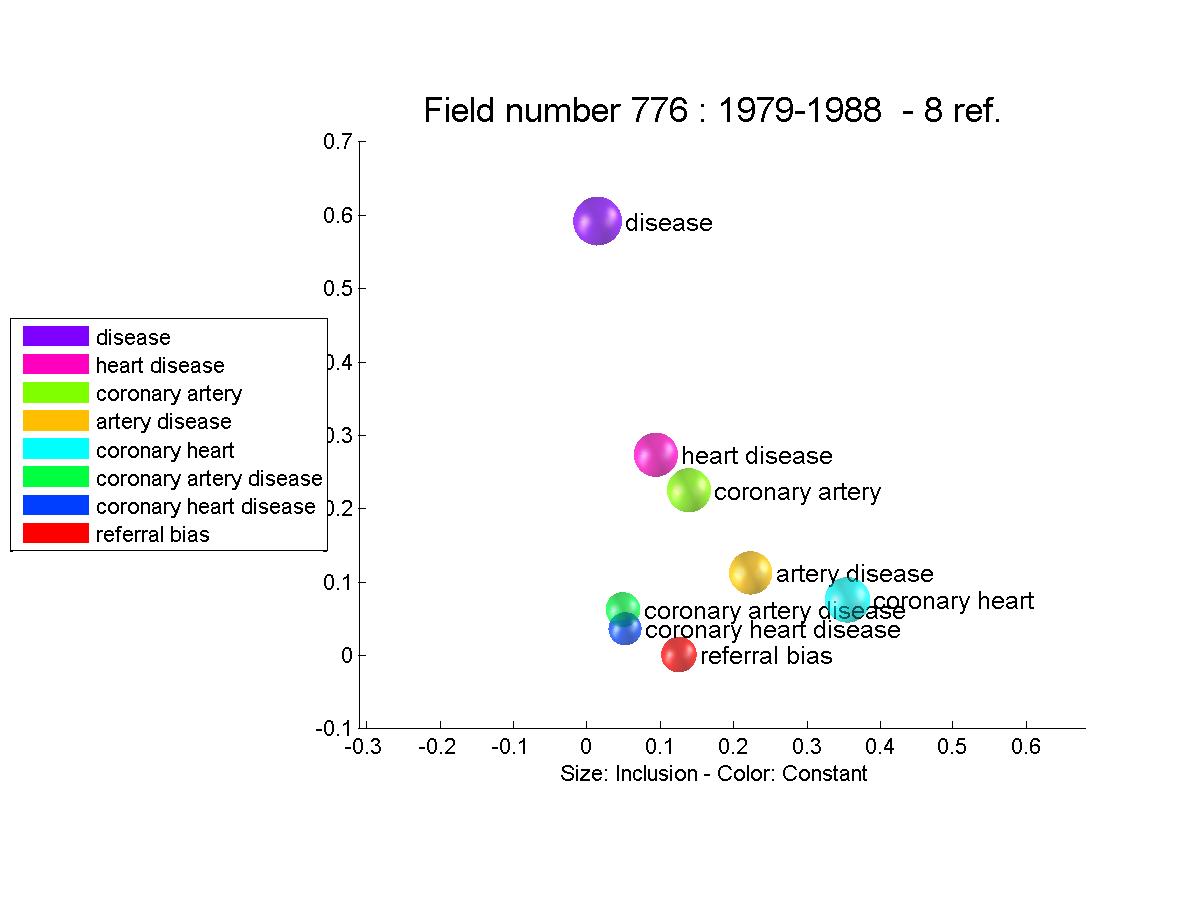 Field number 776 : 1979-1988 - 8 ref.
0.7
0.6
0.5
0.4
0.3
0.2
0.1
0
-0.1
disease
heart disease
coronary artery
artery disease
coronary heart
coronary artery disease
coronary heart disease
referral bias
disease
heart disease
coronary artery
artery disease
coronary heart
coronary artery disease
coronary heart disease
referral bias
-0.3 -0.2 -0.1 0 0.1 0.2 0.3 0.4 0.5 0.6
Size: Inclusion - Color: Constant